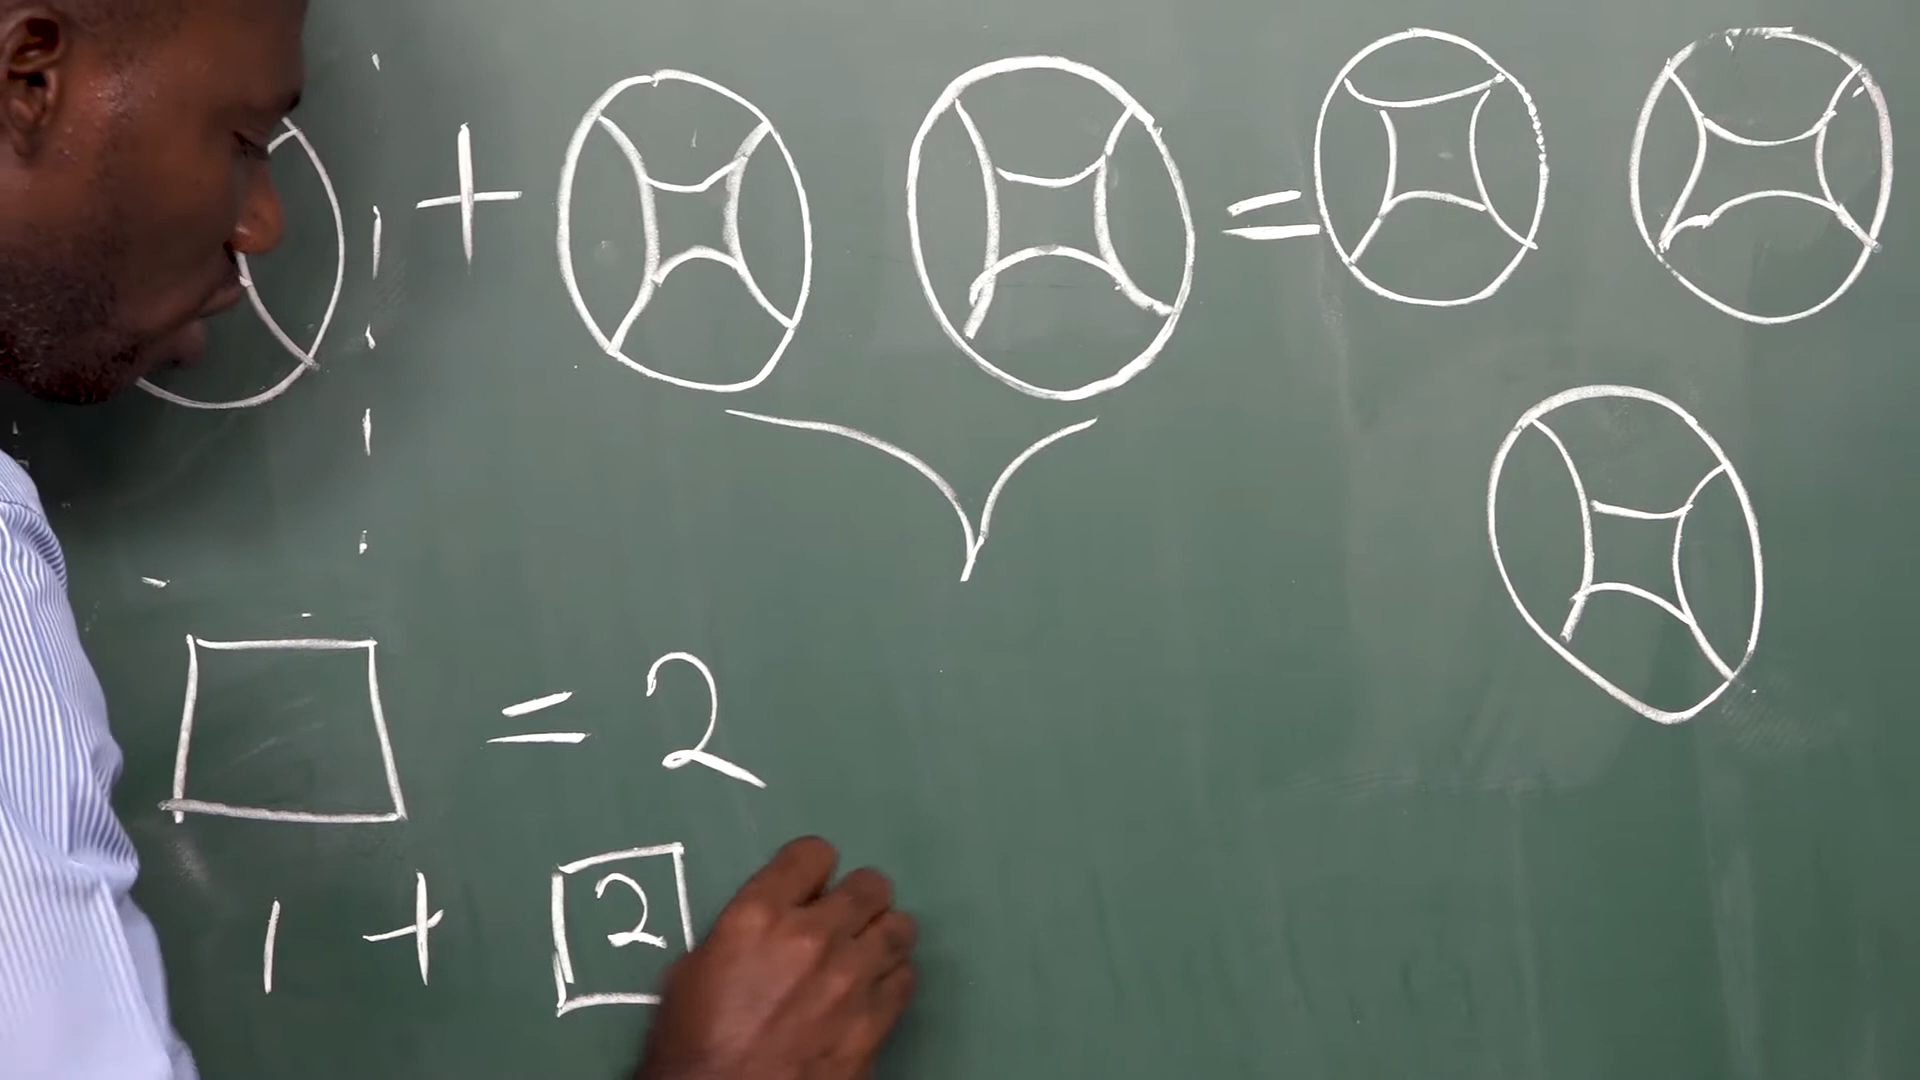 + =
= 2
1 + 2